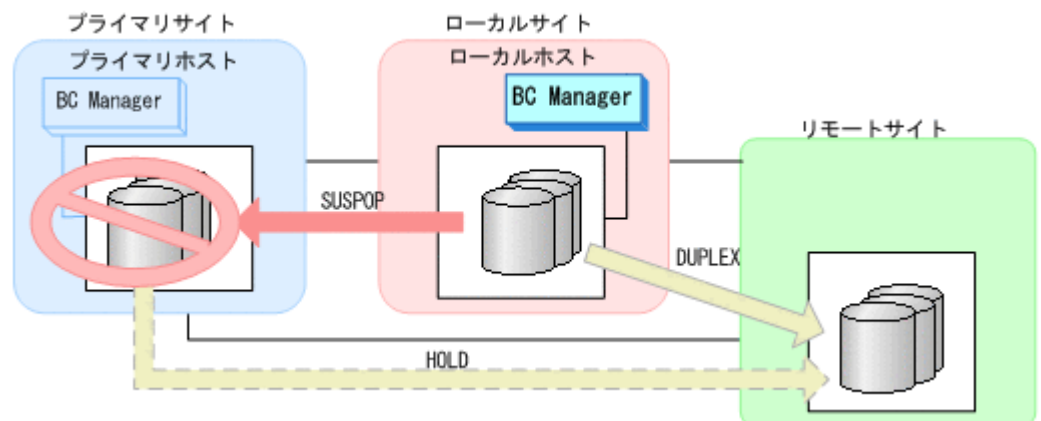 プライマリサイト
プライマリホスト
BC Manager
ローカルサイト
ローカルホスト
BC Manager
リモートサイト
SUSPOP
DUPLEX
HOLD